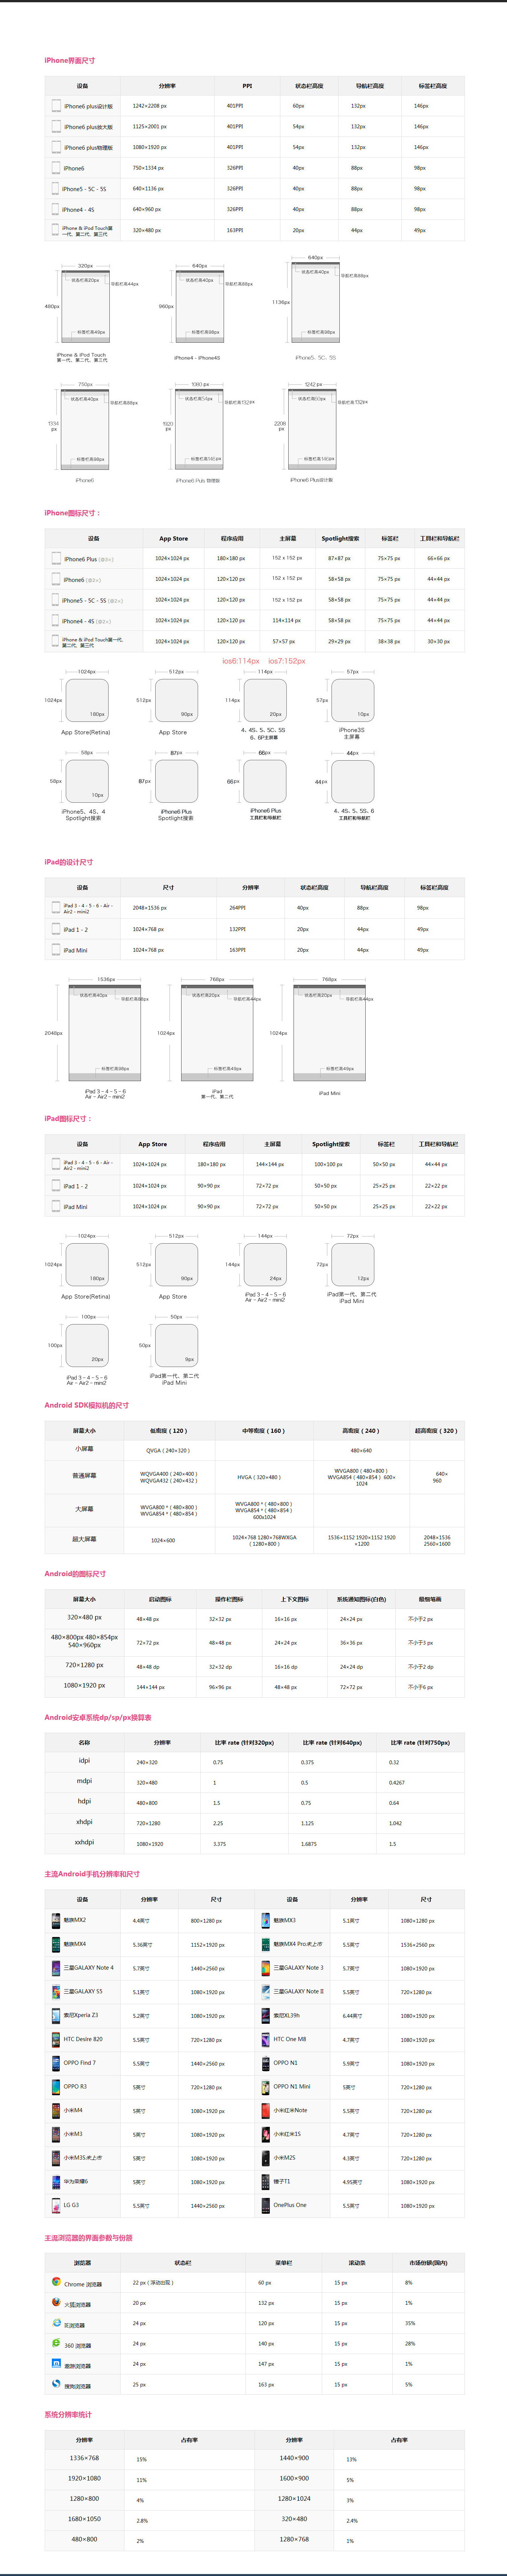 iPhone界面尺寸
设备 分辨率 PPI 状态栏高度 导航栏高度 标签栏高度
iPhone6 plus设计版 1242×2208 px 401PPI 60px 132px 146px
iPhone6 plus放大版 1125×2001 px 401PPI 54px 132px 146px
iPhone6 plus物理版 1080×1920 px 401PPI 54px 132px 146px
iPhone6 750×1334 px 326PPI 40px 88px 98px
iPhone5 - 5C - 5S 640×1136 px 326PPI 40px 88px 98px
iPhone4 - 4S 640×960 px 326PPI 40px 88px 98px
iPhone & iPod Touch第一代、第二代、第三代 320×480 px 163PPI 20px 44px 49px
320px 640px 640px
状态栏高20px 导航栏高44px 状态栏高40px 导航栏高88px 状态栏高40px 导航栏高88px
480px 960px 1136px
标签栏高49px 标签栏高98px 标签栏高98px
iPhone & iPod Touch
第一代、第二代、第三代
iPhone4 - iPhone4S
iPhone5、5C、5S
750px 1080 px 1242 px
状态栏高40px 导航栏高88px 状态栏高54px 导航栏高132px 状态栏高60px 导航栏高132px
1334 px 1920 px 2208 px
标签栏高98px 标签栏高146px 标签栏高146px
iPhone6 iPhone6 Puls 物理版 iPhone6 Plus设计版
iPhone图标尺寸：
设备 App Store 程序应用 主屏幕 Spotlight搜索 标签栏 工具栏和导航栏
iPhone6 Plus (@3×) 1024×1024 px 180×180 px 152 x 152 px 87×87 px 75×75 px 66×66 px
iPhone6 (@2×) 1024×1024 px 120×120 px 152 x 152 px 58×58 px 75×75 px 44×44 px
iPhone5 - 5C - 5S (@2×) 1024×1024 px 120×120 px 152 x 152 px 58×58 px 75×75 px 44×44 px
iPhone4 - 4S (@2×) 1024×1024 px 120×120 px 114×114 px 58×58 px 75×75 px 44×44 px
iPhone & iPod Touch第一代、第二代、第三代 1024×1024 px 120×120 px 57×57 px 29×29 px 38×38 px 30×30 px
ios6:114px ios7:152px
1024px 512px 114px 57px
1024px 512px 114px 57px
180px 90px 20px 10px
App Store(Retina) App Store 4、4S、5、5C、5S 6、6P主屏幕 iPhone3S 主屏幕
58px 87px 66px 44px
58px 87px 66px 44px
10px
iPhone5、4S、4 Spotlight搜索 iPhone6 Plus Spotlight搜索 iPhone6 Plus 工具栏和导航栏 4、4S、5、5S、6 工具栏和导航栏
iPad的设计尺寸
设备 尺寸 分辨率 状态栏高度 导航栏高度 标签栏高度
iPad 3 - 4 - 5 - 6 - Air - Air2 - mini2 2048×1536 px 264PPI 40px 88px 98px
iPad 1 - 2 1024×768 px 132PPI 20px 44px 49px
iPad Mini 1024×768 px 163PPI 20px 44px 49px
1536px 768px 768px
状态栏高40px 导航栏高88px 状态栏高20px 导航栏高44px 状态栏高20px 导航栏高44px
2048px 1024px 1024px
标签栏高98px 标签栏高49px 标签栏高49px
iPad 3 - 4 - 5 - 6
Air - Air2 - mini2
iPad
第一代、第二代
iPad Mini
iPad图标尺寸：
设备 App Store 程序应用 主屏幕 Spotlight搜索 标签栏 工具栏和导航栏
iPad 3 - 4 - 5 - 6 - Air - Air2 - mini2 1024×1024 px 180×180 px 144×144 px 100×100 px 50×50 px 44×44 px
iPad 1 - 2 1024×1024 px 90×90 px 72×72 px 50×50 px 25×25 px 22×22 px
iPad Mini 1024×1024 px 90×90 px 72×72 px 50×50 px 25×25 px 22×22 px
1024px 512px 144px 72px
1024px 512px 144px 72px
180px 90px 24px 12px
App Store(Retina) App Store iPad 3 - 4 - 5 - 6 Air - Air2 - mini2 iPad第一代、第二代 iPad Mini
100px 50px
100px 50px
20px 9px
iPad 3 - 4 - 5 - 6 Air - Air2 - mini2 iPad第一代、第二代 iPad Mini
Android SDK模拟机的尺寸
屏幕大小 低密度（120） 中等密度（160） 高密度（240） 超高密度（320）
小屏幕 QVGA（240×320） 480×640
普通屏幕 WQVGA400（240×400） WQVGA432（240×432） HVGA（320×480） WVGA800（480×800） WVGA854（480×854） 600×1024 640×960
大屏幕 WVGA800 *（480×800） WVGA854 *（480×854） WVGA800 *（480×800） WVGA854 *（480×854） 600x1024
超大屏幕 1024×600 1024×768 1280×768WXGA（1280×800） 1536×1152 1920×1152 1920×1200 2048×1536 2560×1600
Android的图标尺寸
屏幕大小 启动图标 操作栏图标 上下文图标 系统通知图标(白色) 最细笔画
320×480 px 48×48 px 32×32 px 16×16 px 24×24 px 不小于2 px
480×800px 480×854px 540×960px 72×72 px 48×48 px 24×24 px 36×36 px 不小于3 px
720×1280 px 48×48 dp 32×32 dp 16×16 dp 24×24 dp 不小于2 dp
1080×1920 px 144×144 px 96×96 px 48×48 px 72×72 px 不小于6 px
Android安卓系统dp/sp/px换算表
名称 分辨率 比率 rate (针对320px) 比率 rate (针对640px) 比率 rate (针对750px)
idpi 240×320 0.75 0.375 0.32
mdpi 320×480 1 0.5 0.4267
hdpi 480×800 1.5 0.75 0.64
xhdpi 720×1280 2.25 1.125 1.042
xxhdpi 1080×1920 3.375 1.6875 1.5
主流Android手机分辨率和尺寸
设备 分辨率 尺寸 设备 分辨率 尺寸
魅族MX2 4.4英寸 800×1280 px 魅族MX3 5.1英寸 1080×1280 px
魅族MX4 5.36英寸 1152×1920 px 魅族MX4 Pro未上市 5.5英寸 1536×2560 px
三星GALAXY Note 4 5.7英寸 1440×2560 px 三星GALAXY Note 3 5.7英寸 1080×1920 px
三星GALAXY S5 5.1英寸 1080×1920 px 三星GALAXY Note II 5.5英寸 720×1280 px
索尼Xperia Z3 5.2英寸 1080×1920 px 索尼XL39h 6.44英寸 1080×1920 px
HTC Desire 820 5.5英寸 720×1280 px HTC One M8 4.7英寸 1080×1920 px
OPPO Find 7 5.5英寸 1440×2560 px OPPO N1 5.9英寸 1080×1920 px
OPPO R3 5英寸 720×1280 px OPPO N1 Mini 5英寸 720×1280 px
小米M4 5英寸 1080×1920 px 小米红米Note 5.5英寸 720×1280 px
小米M3 5英寸 1080×1920 px 小米红米1S 4.7英寸 720×1280 px
小米M3S未上市 5英寸 1080×1920 px 小米M2S 4.3英寸 720×1280 px
华为荣耀6 5英寸 1080×1920 px 锤子T1 4.95英寸 1080×1920 px
LG G3 5.5英寸 1440×2560 px OnePlus One 5.5英寸 1080×1920 px
主流浏览器的界面参数与份额
浏览器 状态栏 菜单栏 滚动条 市场份额(国内)
Chrome 浏览器 22 px（浮动出现） 60 px 15 px 8%
火狐浏览器 20 px 132 px 15 px 1%
IE浏览器 24 px 120 px 15 px 35%
360 浏览器 24 px 140 px 15 px 28%
遨游浏览器 24 px 147 px 15 px 1%
搜狗浏览器 25 px 163 px 15 px 5%
系统分辨率统计
分辨率 占有率 分辨率 占有率
1336×768 15% 1440×900 13%
1920×1080 11% 1600×900 5%
1280×800 4% 1280×1024 3%
1680×1050 2.8% 320×480 2.4%
480×800 2% 1280×768 1%